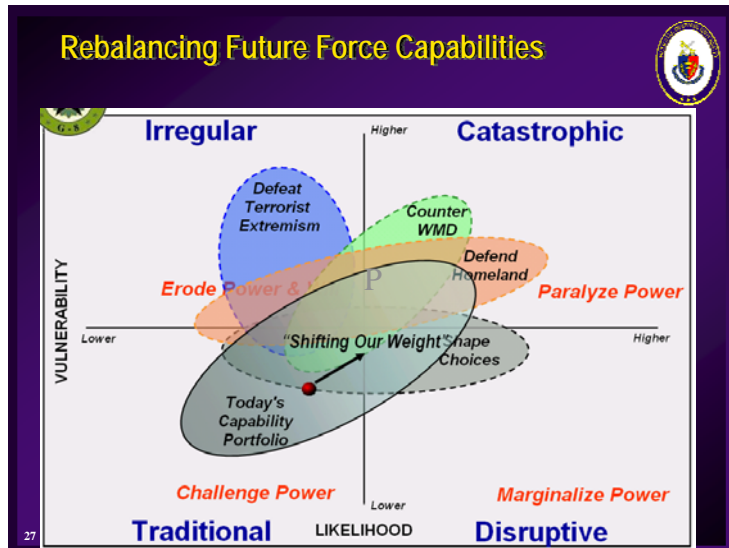 Rebalancing Future Force Capabilities
G-8
Irregular
Higher
Catastrophic
Defeat
Terrorist
Extremism
Counter
WMD
Defend
Homeland
Erode Power &
P
Paralyze Power
VULNERABILITY
Lower
Higher
"Shifting Our Weight"
Shape
Choices
Today's
Capability
Portfolio
Challenge Power
Lower
Marginalize Power
27
Traditional
LIKELIHOOD
Disruptive